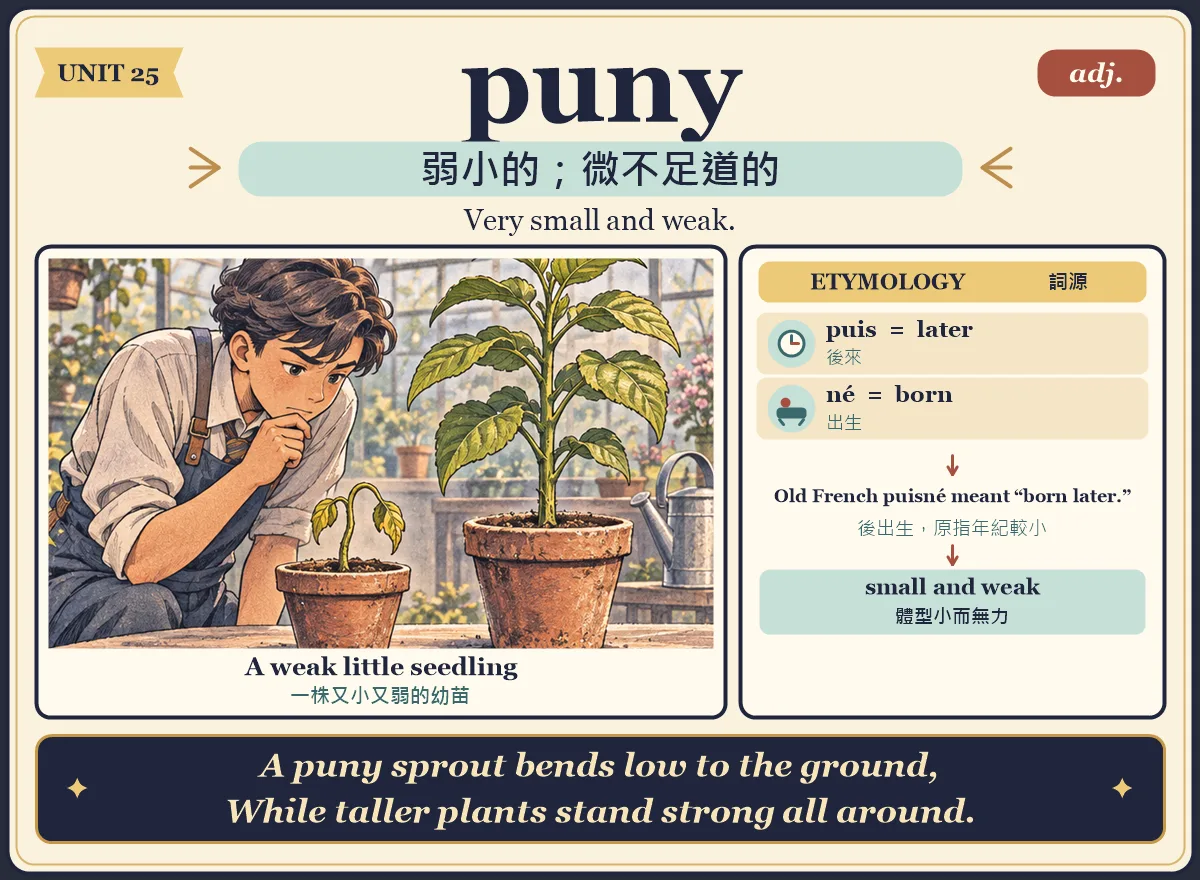 UNIT 25
puny
adj.
弱小的；微不足道的
Very small and weak.
A weak little seedling
一株又小又弱的幼苗
ETYMOLOGY 詞源
puis = later
後來
né = born
出生
Old French puisné meant “born later.”
後出生，原指年紀較小
small and weak
體型小而無力
A puny sprout bends low to the ground,
While taller plants stand strong all around.